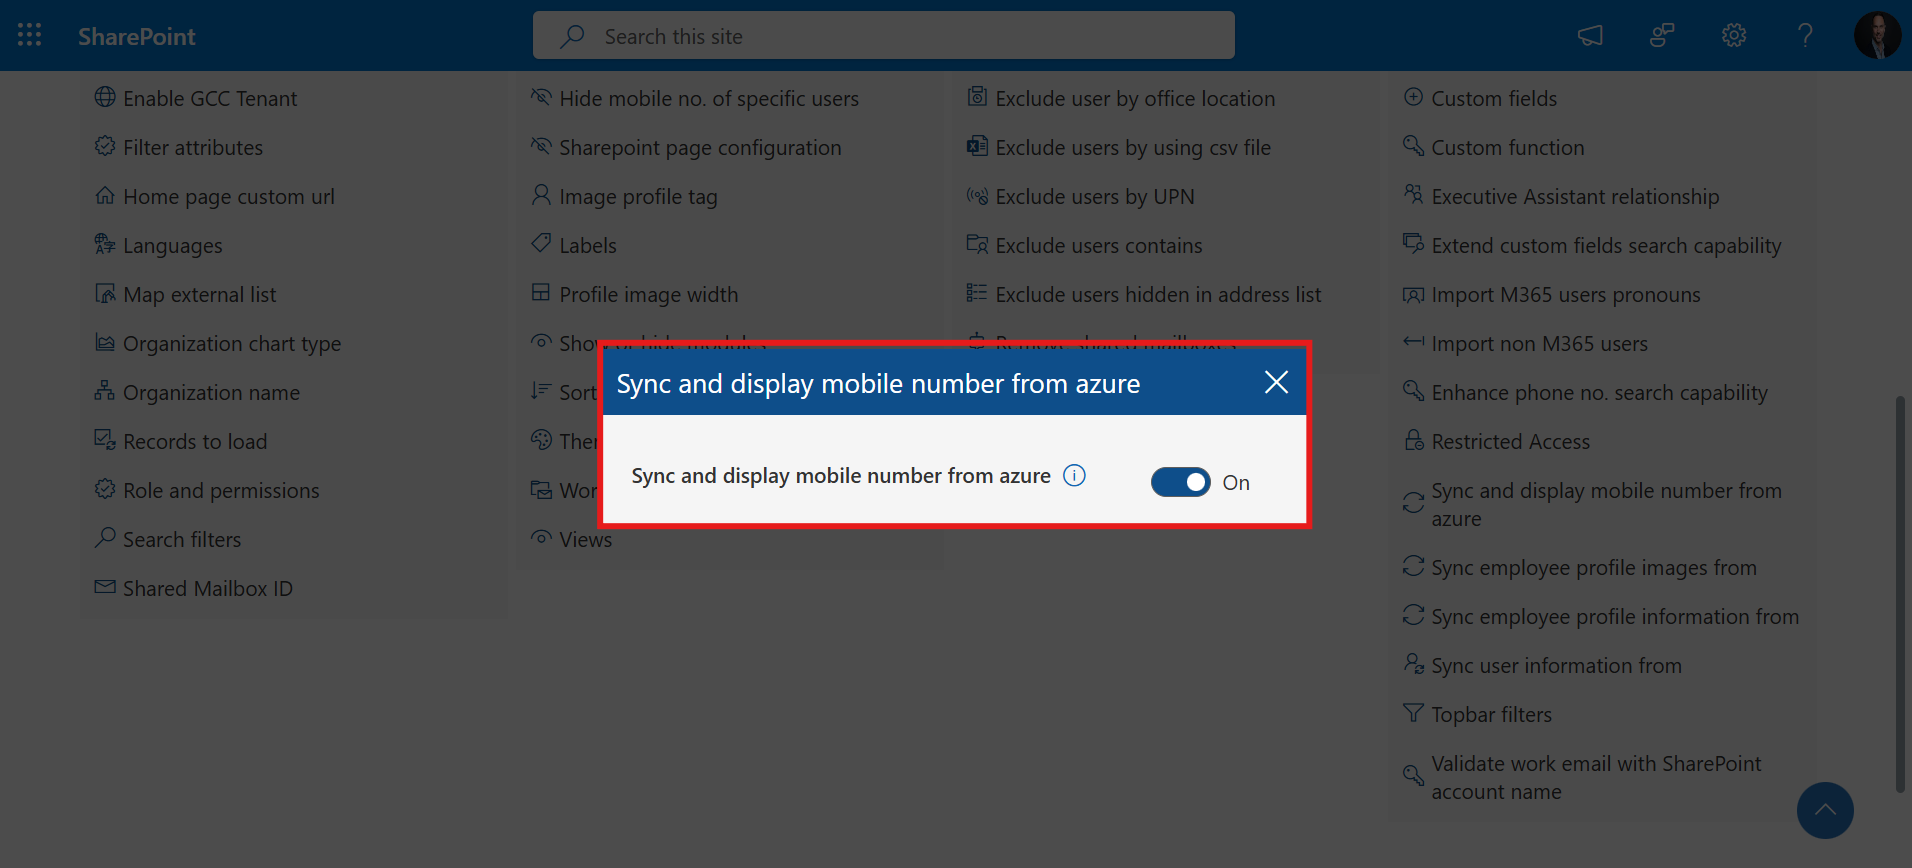 SharePoint
Search this site
Enable GCC Tenant
Filter attributes
Home page custom url
Languages
Map external list
Organization chart type
Organization name
Records to load
Role and permissions
Search filters
Shared Mailbox ID
Hide mobile no. of specific users
Sharepoint page configuration
Image profile tag
Labels
Profile image width
Show or hide modules
Sort
Views
Exclude user by office location
Exclude users by using csv file
Exclude users by UPN
Exclude users contains
Exclude users hidden in address list
Remove shared mailboxes
Custom fields
Custom function
Executive Assistant relationship
Extend custom fields search capability
Import M365 users pronouns
Import non M365 users
Enhance phone no. search capability
Restricted Access
Sync and display mobile number from
azure
Sync employee profile images from
Sync employee profile information from
Sync user information from
Topbar filters
Validate work email with SharePoint
account name
Sync and display mobile number from azure
Sync and display mobile number from azure
On